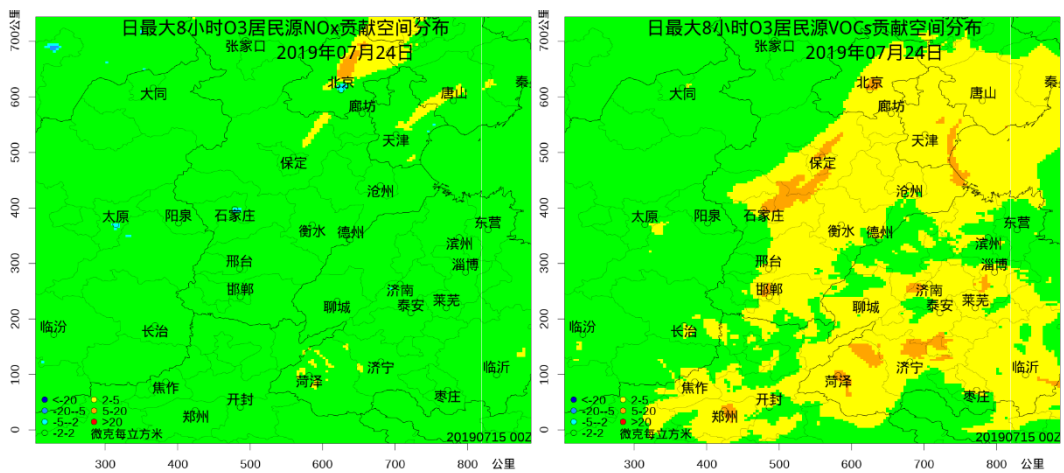 公里
日最大8小时O3居民源NOx贡献空间分布
2019年07月24日
张家口
大同
北京
廊坊
唐山
秦
天津
保定
沧州
太原
阳泉
石家庄
衡水
德州
东营
滨州
淄博
邢台
邯郸
聊城
济南
泰安
莱芜
临汾
长治
济宁
临沂
菏泽
焦作
开封
枣庄
郑州
<-20
-20--5
-5--2
-2-2
2-5
5-20
>20
微克每立方米
20190715 00Z
700
600
500
400
300
200
100
0
300 400 500 600 700 800 公里
公里
日最大8小时O3居民源VOCs贡献空间分布
2019年07月24日
张家口
大同
北京
廊坊
唐山
秦
天津
保定
沧州
太原
阳泉
石家庄
衡水
德州
东营
滨州
淄博
邢台
邯郸
聊城
济南
泰安
莱芜
临汾
长治
济宁
临沂
菏泽
焦作
开封
枣庄
郑州
<-20
-20--5
-5--2
-2-2
2-5
5-20
>20
微克每立方米
20190715 00Z
700
600
500
400
300
200
100
0
300 400 500 600 700 800 公里